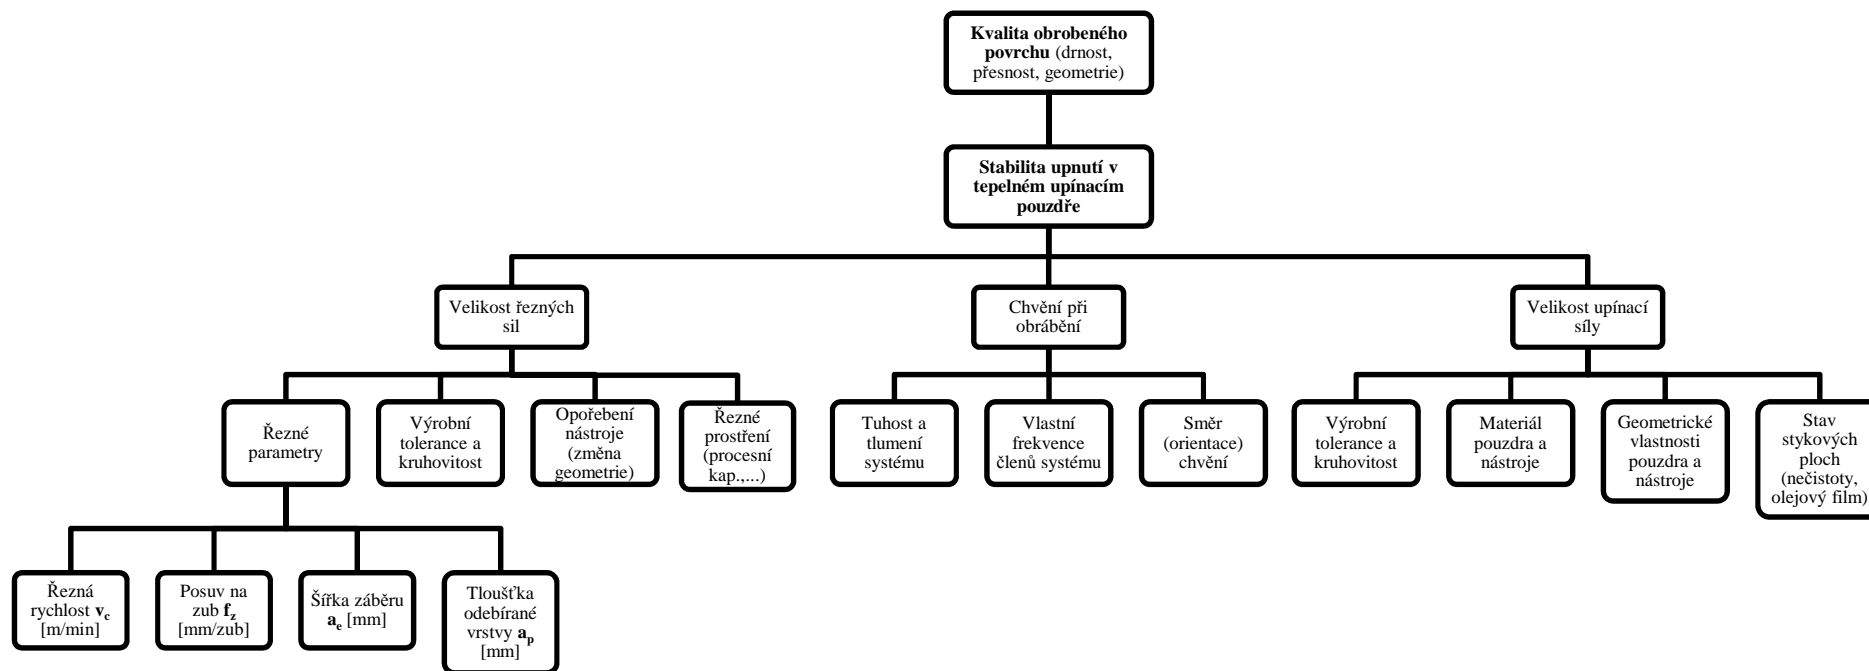 Kvalita obrobeného
povrchu (drnost,
přesnost, geometrie)
Stabilita upnutí v
tepelném upínacím
pouzdře
Velikost řezných
sil
Chvění při
obrábění
Velikost upínací
síly
Řezné
parametry
Výrobní
tolerance a
kruhovitost
Opořebení
nástroje
(změna
geometrie)
Řezné
prostření
(procesní
kap.,...)
Tuhost a
tlumení
systému
Vlastní
frekvence
členů systému
Směr
(orientace)
chvění
Výrobní
tolerance a
kruhovitost
Materiál
pouzdra a
nástroje
Geometrické
vlastnosti
pouzdra a
nástroje
Stav
stykových
ploch
(nečistoty,
olejový film)
Řezná
rychlost vc
[m/min]
Posuv na
zub fz
[mm/zub]
Šířka záběru
ae [mm]
Tloušťka
odebírané
vrstvy ap
[mm]